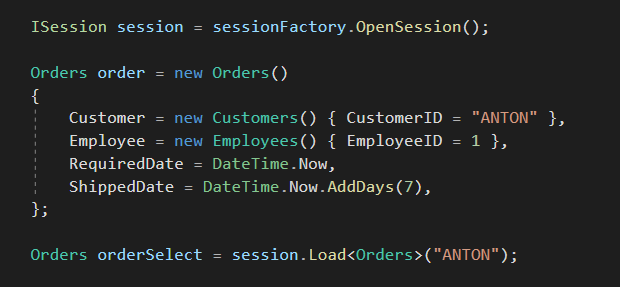 ISession session = sessionFactory.OpenSession();
Orders order = new Orders()
{
Customer = new Customers() { CustomerID = "ANTON" },
Employee = new Employees() { EmployeeID = 1 },
RequiredDate = DateTime.Now,
ShippedDate = DateTime.Now.AddDays(7),
};
Orders orderSelect = session.Load<Orders>("ANTON");